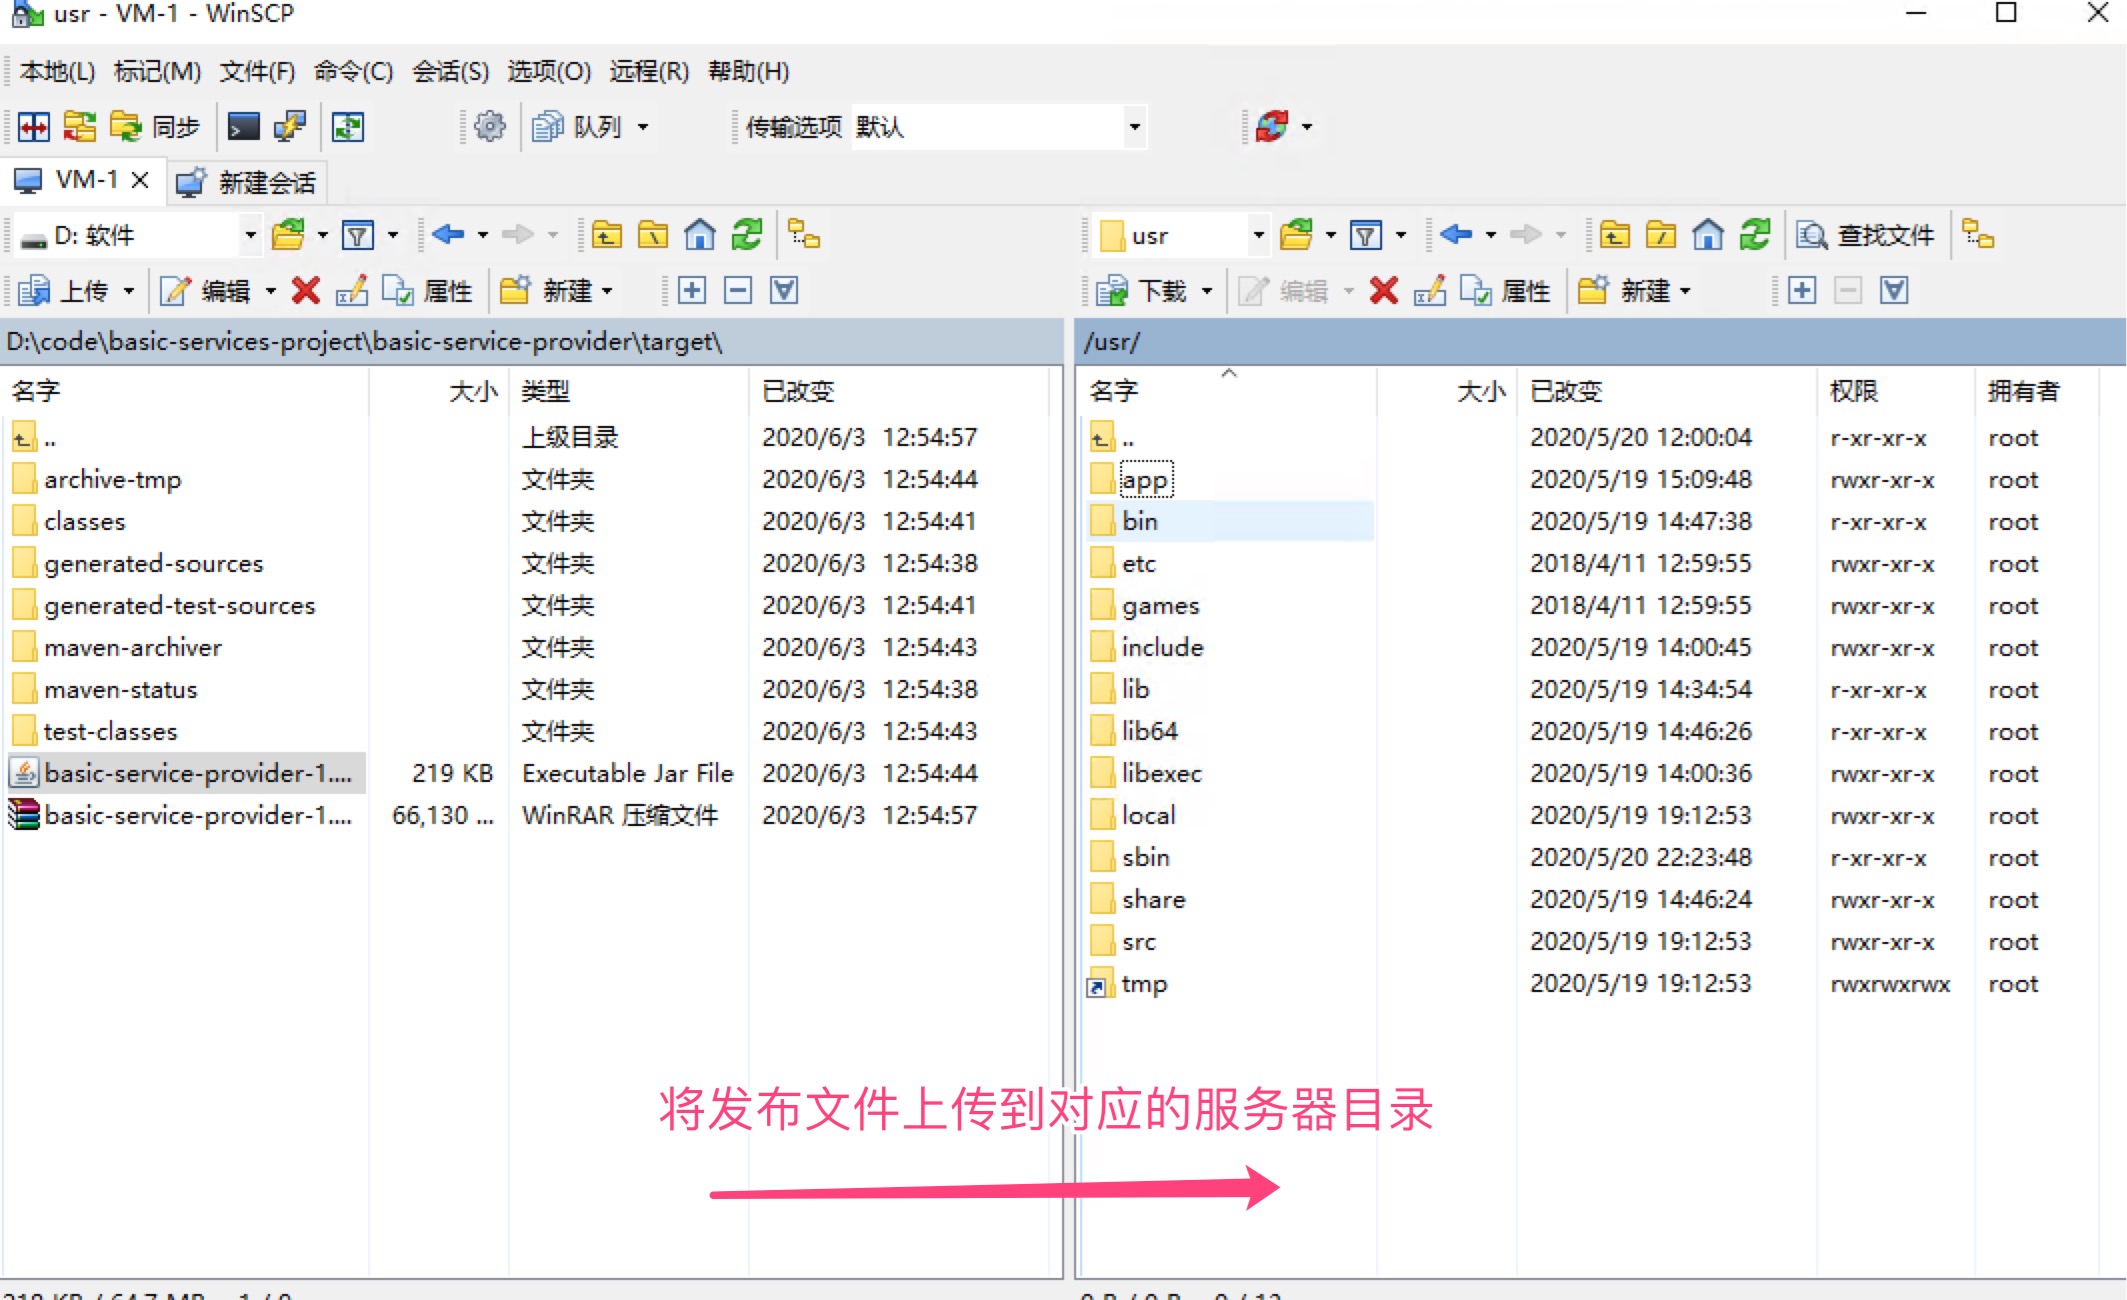 usr - VM-1 - WinSCP
本地(L) 标记(M) 文件(F) 命令(C) 会话(S) 选项(O) 远程(R) 帮助(H)
同步 队列 传输选项 默认
VM-1 新建会话
D: 软件
上传 编辑 属性 新建
D:\code\basic-services-project\basic-service-provider\target\
名字 大小 类型 已改变
.. 上级目录 2020/6/3 12:54:57
archive-tmp 文件夹 2020/6/3 12:54:44
classes 文件夹 2020/6/3 12:54:41
generated-sources 文件夹 2020/6/3 12:54:38
generated-test-sources 文件夹 2020/6/3 12:54:41
maven-archiver 文件夹 2020/6/3 12:54:43
maven-status 文件夹 2020/6/3 12:54:38
test-classes 文件夹 2020/6/3 12:54:43
basic-service-provider-1.... 219 KB Executable Jar File 2020/6/3 12:54:44
basic-service-provider-1.... 66,130 ... WinRAR 压缩文件 2020/6/3 12:54:57
usr 查找文件
下载 编辑 属性 新建
/usr/
名字 大小 已改变 权限 拥有者
.. 2020/5/20 12:00:04 r-xr-xr-x root
app 2020/5/19 15:09:48 rwxr-xr-x root
bin 2020/5/19 14:47:38 r-xr-xr-x root
etc 2018/4/11 12:59:55 rwxr-xr-x root
games 2018/4/11 12:59:55 rwxr-xr-x root
include 2020/5/19 14:00:45 rwxr-xr-x root
lib 2020/5/19 14:34:54 r-xr-xr-x root
lib64 2020/5/19 14:46:26 r-xr-xr-x root
libexec 2020/5/19 14:00:36 rwxr-xr-x root
local 2020/5/19 19:12:53 rwxr-xr-x root
sbin 2020/5/20 22:23:48 r-xr-xr-x root
share 2020/5/19 14:46:24 rwxr-xr-x root
src 2020/5/19 19:12:53 rwxr-xr-x root
tmp 2020/5/19 19:12:53 rwxrwxrwx root
将发布文件上传到对应的服务器目录